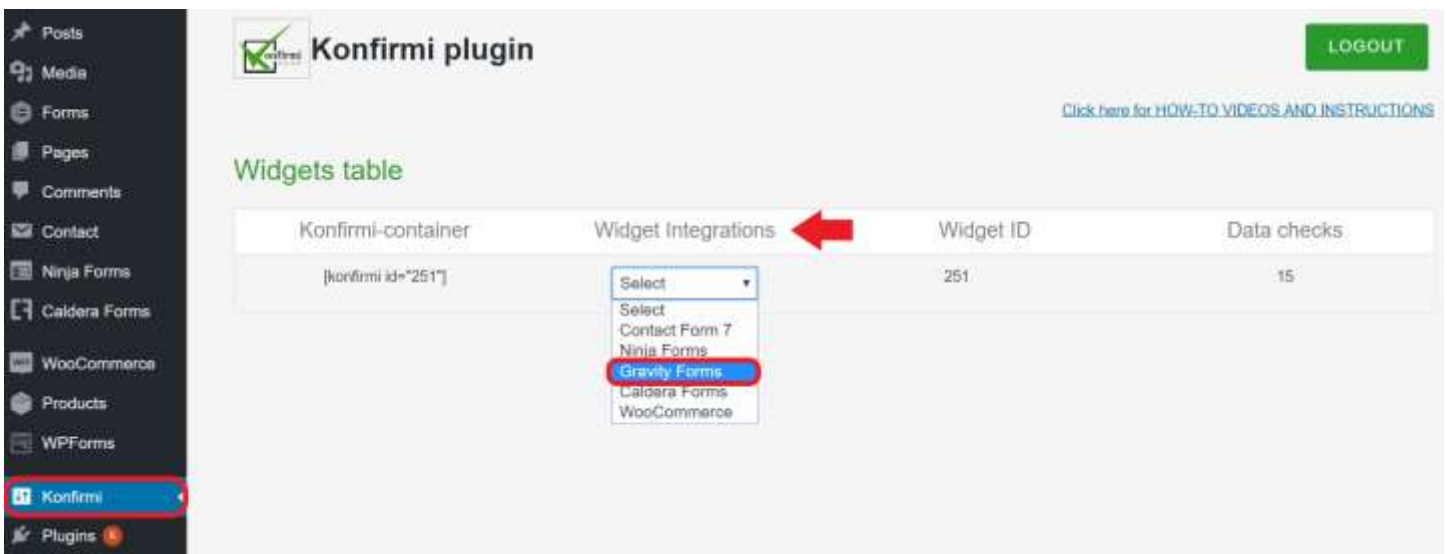 Posts
Media
Forms
Pages
Comments
Contact
Ninja Forms
Caldera Forms
WooCommerce
Products
WPForms
Konfirmi
Plugins
Konfirmi plugin
LOGOUT
Click here for HOW-TO VIDEOS AND INSTRUCTIONS
Widgets table
Konfirmi-container Widget Integrations Widget ID Data checks
[konfirmi id="251"] Select 251 15
Select
Contact Form 7
Ninja Forms
Gravity Forms
Caldera Forms
WooCommerce